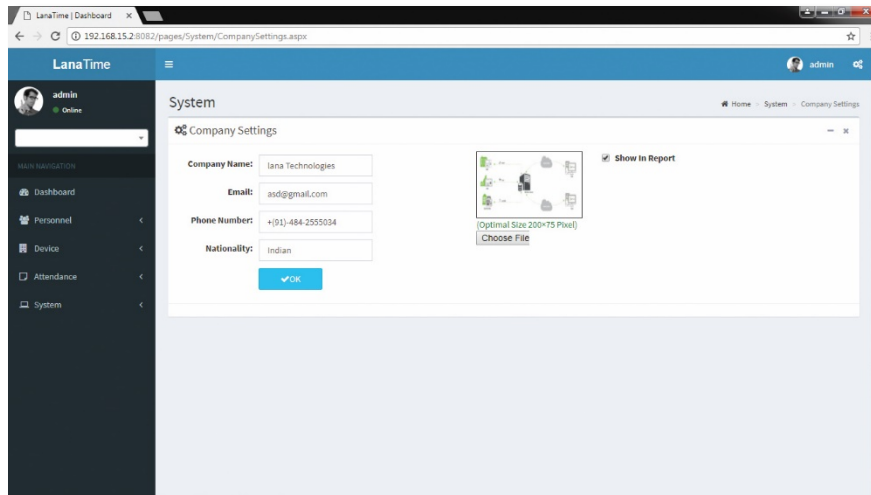 LanaTime | Dashboard
192.168.15.2:8082/pages/System/CompanySettings.aspx
LanaTime
admin
admin
Online
MAIN NAVIGATION
Dashboard
Personnel
Device
Attendance
System
System
Home > System > Company Settings
Company Settings
Company Name: lana Technologies
Email: asd@gmail.com
Phone Number: +(91)-484-2555034
Nationality: Indian
OK
(Optimal Size 200×75 Pixel)
Choose File
Show In Report